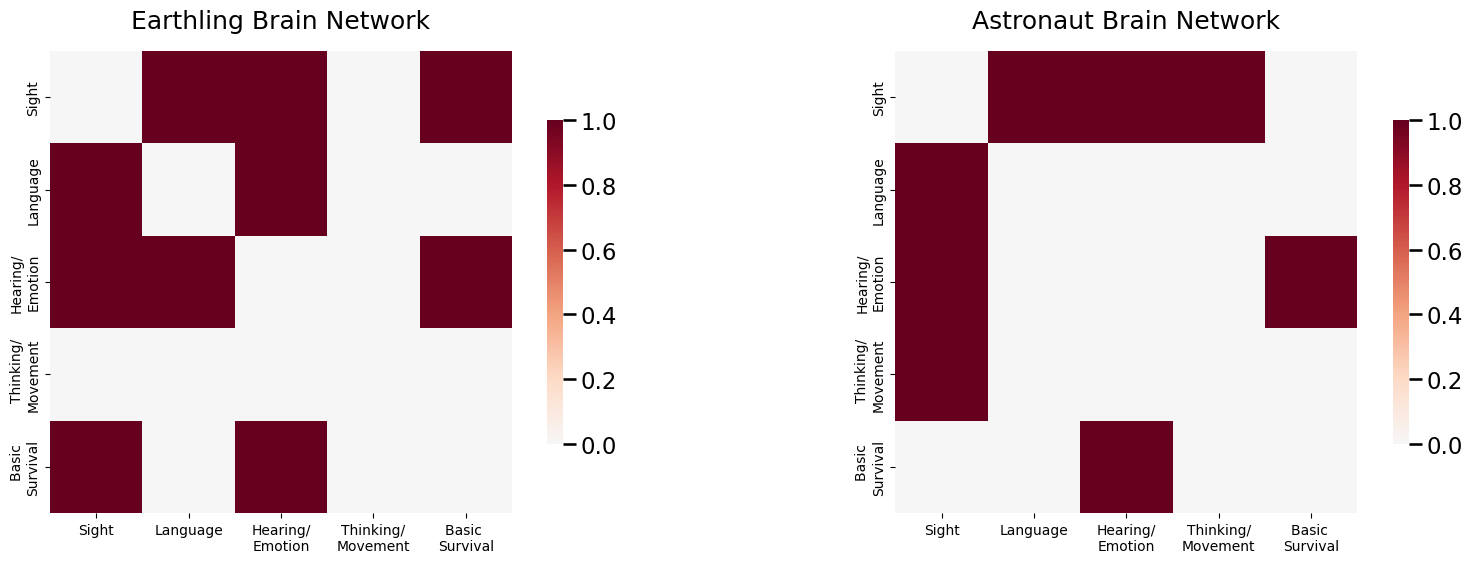 Earthling Brain Network
Sight
Language
Hearing/
Emotion
Thinking/
Movement
Basic
Survival
Sight
Language
Hearing/
Emotion
Thinking/
Movement
Basic
Survival
1.0
0.8
0.6
0.4
0.2
0.0
Astronaut Brain Network
Sight
Language
Hearing/
Emotion
Thinking/
Movement
Basic
Survival
Sight
Language
Hearing/
Emotion
Thinking/
Movement
Basic
Survival
1.0
0.8
0.6
0.4
0.2
0.0